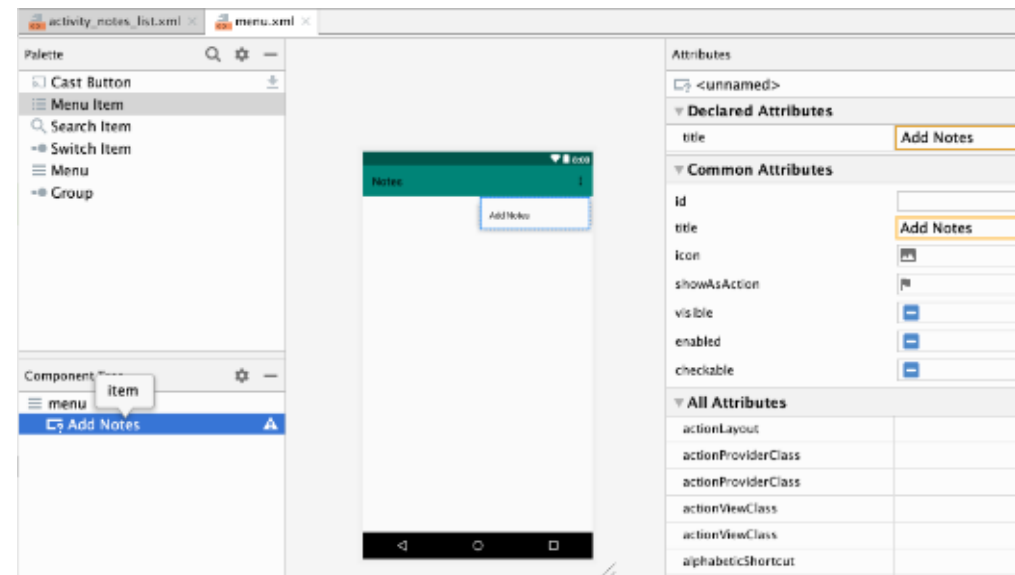 activity_notes_list.xml
menu.xml
Palette
Cast Button
Menu Item
Search Item
Switch Item
Menu
Group
Component
item
menu
Add Notes
8:00
Notes
Add Notes
Attributes
<unnamed>
Declared Attributes
title Add Notes
Common Attributes
id
title Add Notes
icon
showAsAction
visible
enabled
checkable
All Attributes
actionLayout
actionProviderClass
actionProviderClass
actionViewClass
actionViewClass
alphabeticShortcut